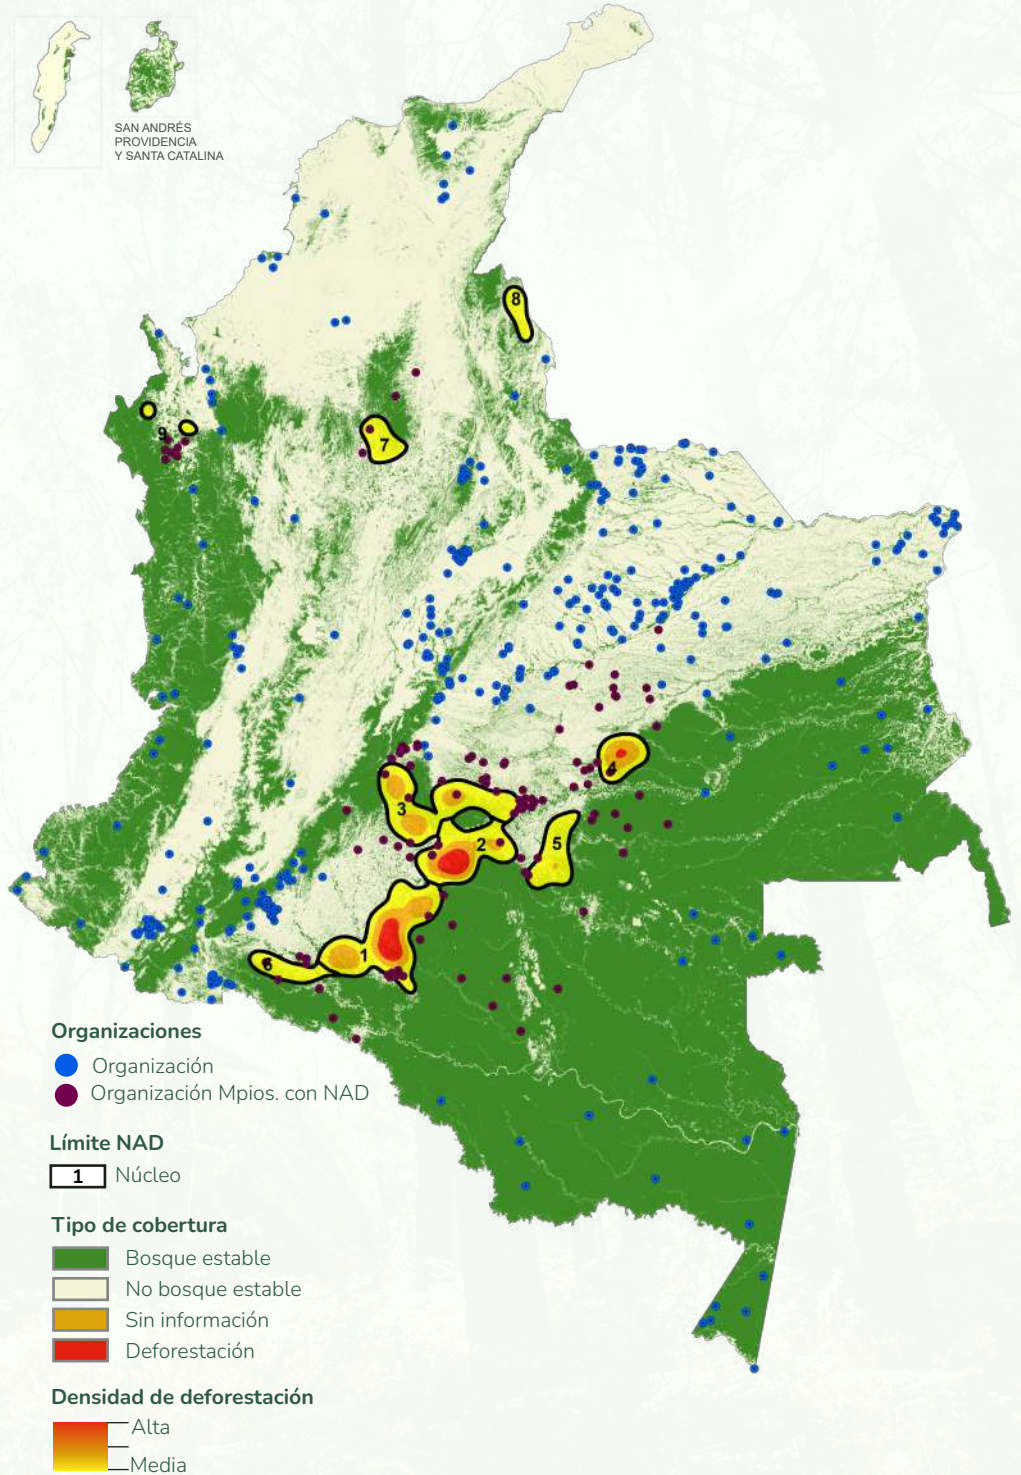 SAN ANDRÉS
PROVIDENCIA
Y SANTA CATALINA
8
9
7
4
3
5
2
1
6
Organizaciones
Organización
Organización Mpios. con NAD
Límite NAD
1 Núcleo
Tipo de cobertura
Bosque estable
No bosque estable
Sin información
Deforestación
Densidad de deforestación
Alta
Media